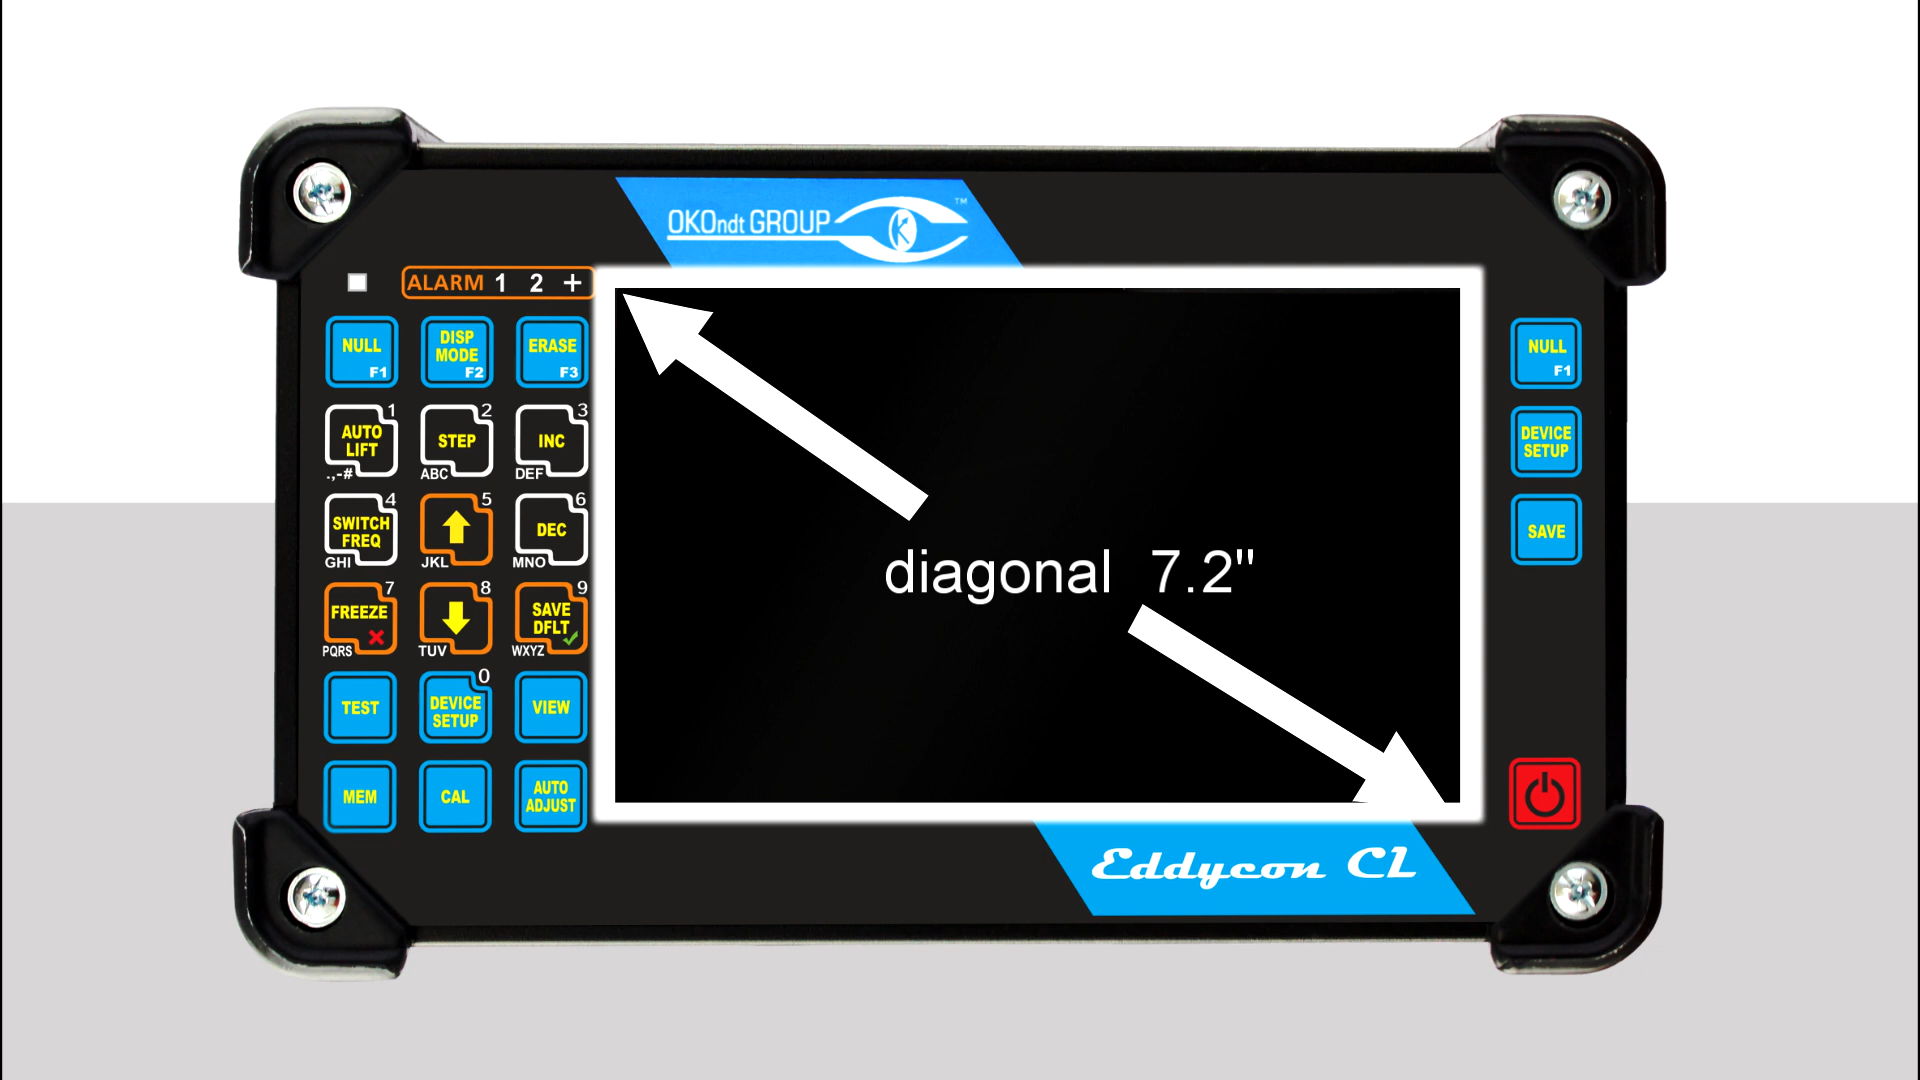 OKOndt GROUP ™
ALARM 1 2 +
NULL
F1
DISP
MODE
F2
ERASE
F3
1
AUTO
LIFT
.,-#
2
STEP
ABC
3
INC
DEF
4
SWITCH
FREQ
GHI
5
JKL
6
DEC
MNO
7
FREEZE
PQRS
8
TUV
9
SAVE
DFLT
WXYZ
TEST
0
DEVICE
SETUP
VIEW
MEM
CAL
AUTO
ADJUST
diagonal 7.2"
NULL
F1
DEVICE
SETUP
SAVE
Eddycon CL